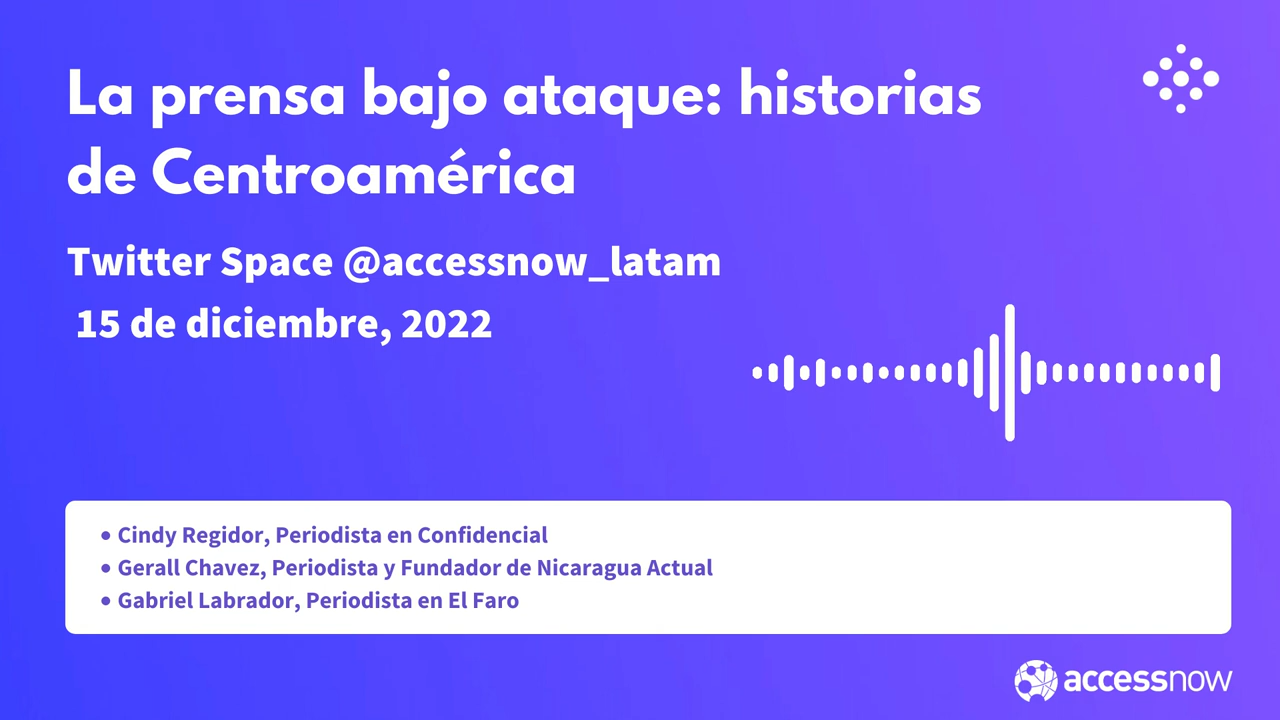 La prensa bajo ataque: historias
de Centroamérica
Twitter Space @accessnow_latam
15 de diciembre, 2022
• Cindy Regidor, Periodista en Confidencial
• Gerall Chavez, Periodista y Fundador de Nicaragua Actual
• Gabriel Labrador, Periodista en El Faro
accessnow